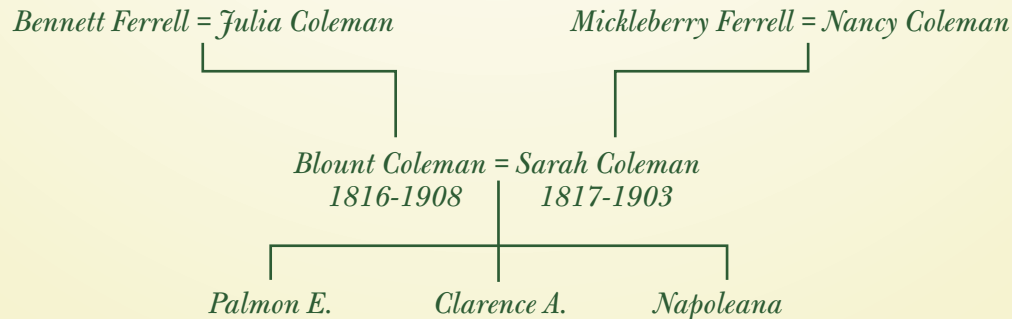 Bennett Ferrell = Julia Coleman
Mickleberry Ferrell = Nancy Coleman
Blount Coleman = Sarah Coleman
1816-1908 1817-1903
Palmon E. Clarence A. Napoleana